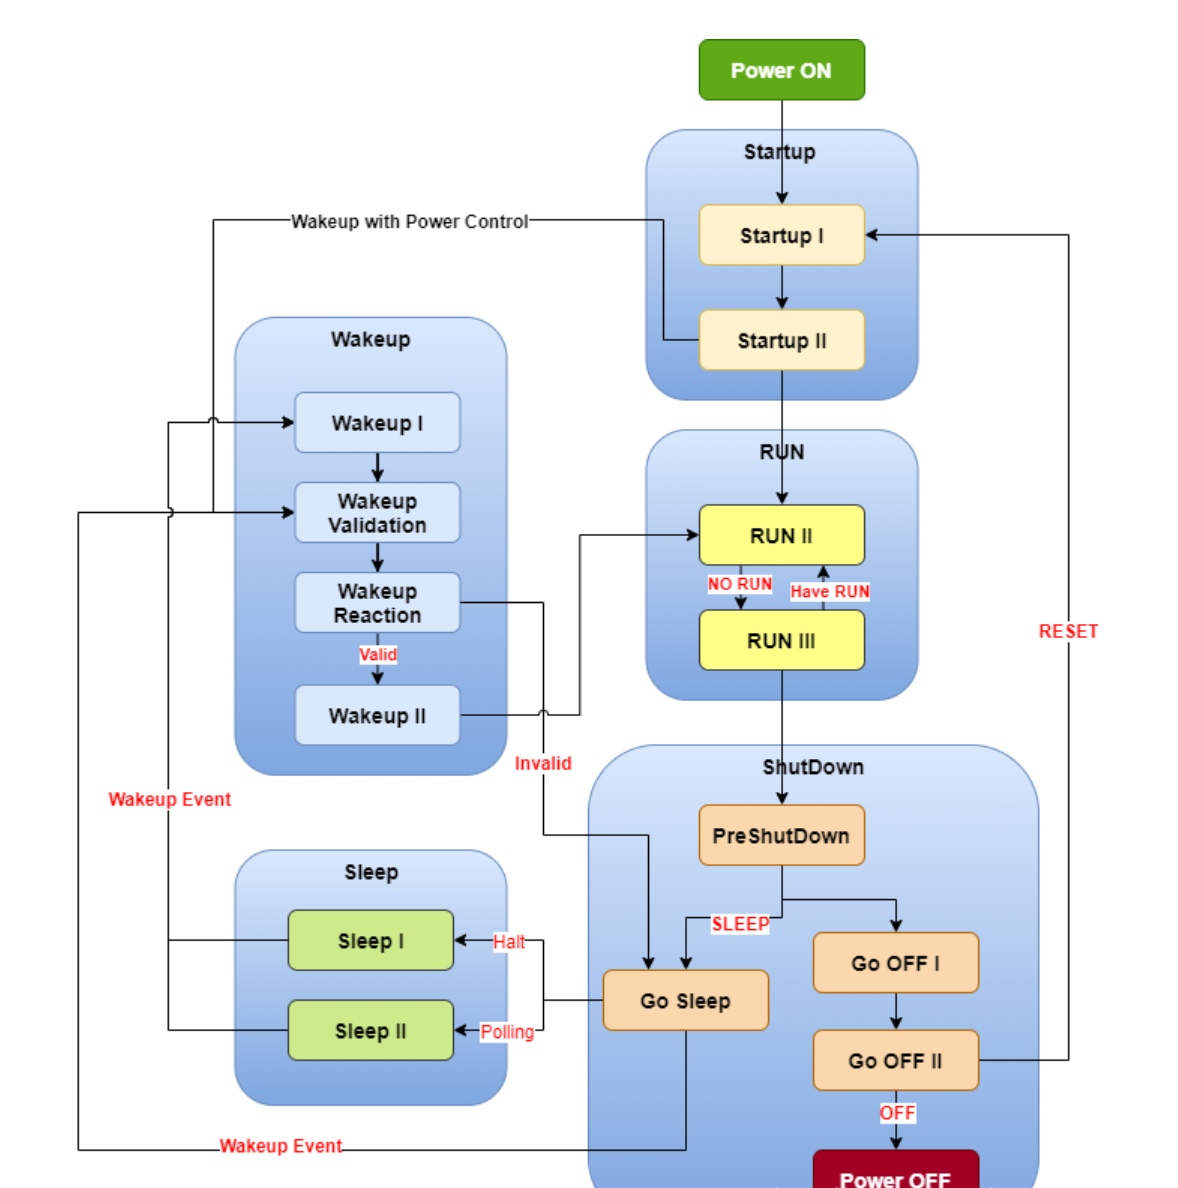 Power ON
Startup
Startup I
Wakeup with Power Control
Startup II
Wakeup
Wakeup I
RUN
Wakeup
Validation
RUN II
NO RUN
Have RUN
Wakeup
Reaction
RUN III
RESET
Valid
Wakeup II
Invalid
ShutDown
Wakeup Event
PreShutDown
Sleep
SLEEP
Sleep I
Halt
Go OFF I
Go Sleep
Sleep II
Polling
Go OFF II
OFF
Wakeup Event
Power OFF